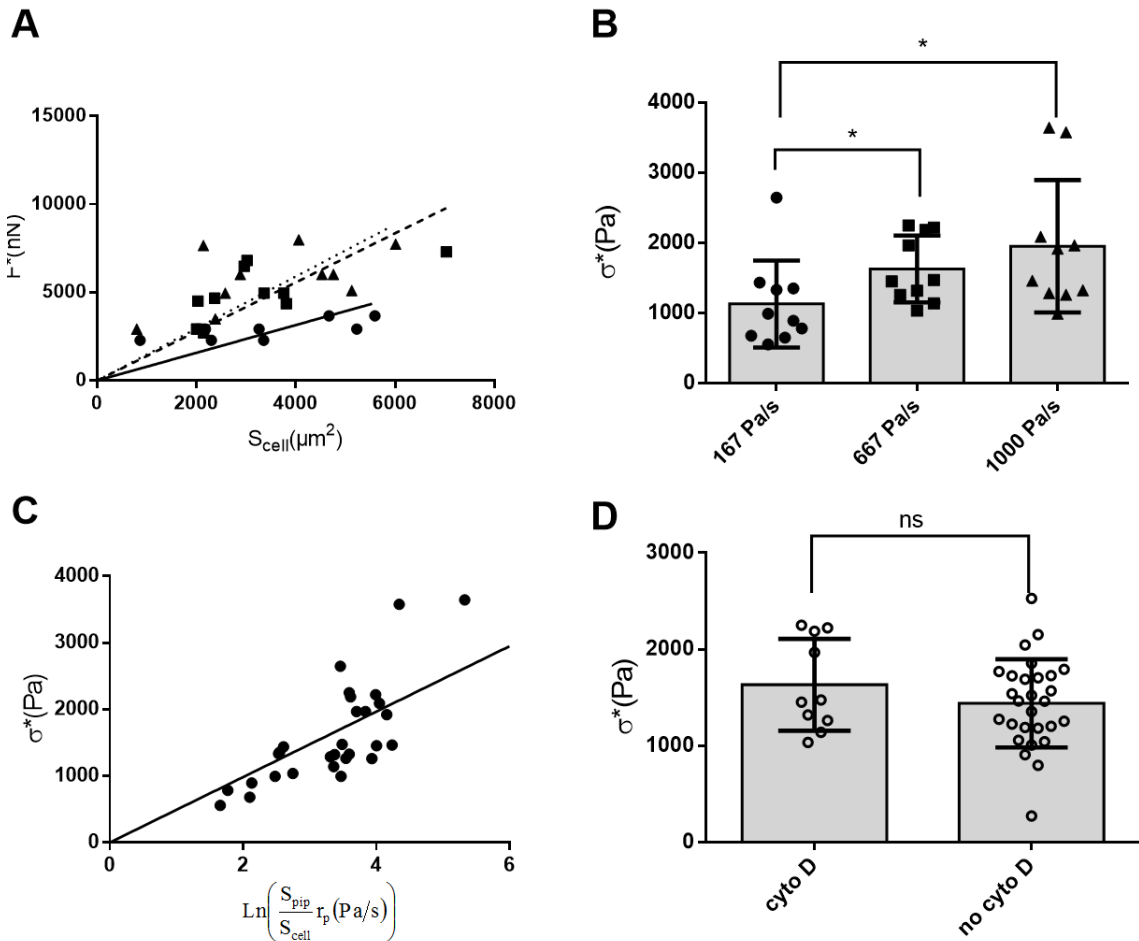 A
15000
10000
5000
0
F*(nN)
0 2000 4000 6000 8000
S_cell(µm²)
B
*
*
4000
3000
2000
1000
0
σ*(Pa)
167 Pa/s
667 Pa/s
1000 Pa/s
C
4000
3000
2000
1000
0
σ*(Pa)
0 2 4 6
Ln(S_pip/S_cell r_p(Pa/s))
D
ns
3000
2000
1000
0
σ*(Pa)
cyto D
no cyto D